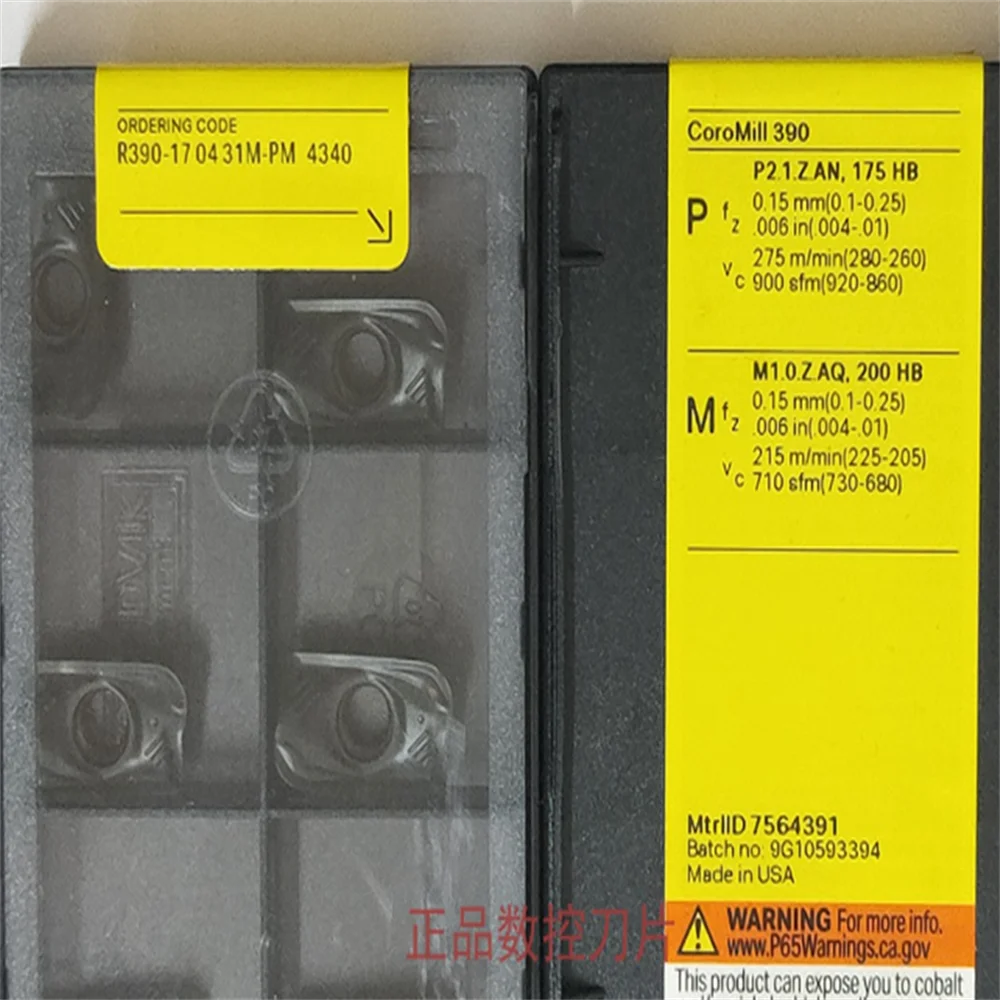 ORDERING CODE
R390-17 04 31M-PM 4340
CoroMill 390
P2.1.Z.AN, 175 HB
P fz 0.15 mm(0.1-0.25)
.006 in(.004-.01)
vc 275 m/min(280-260)
900 sfm(920-860)
M1.0.Z.AQ, 200 HB
M fz 0.15 mm(0.1-0.25)
.006 in(.004-.01)
vc 215 m/min(225-205)
710 sfm(730-680)
MtrlID 7564391
Batch no: 9G10593394
Made in USA
正品数控刀片
WARNING For more info.
www.P65Warnings.ca.gov
This product can expose you to cobalt